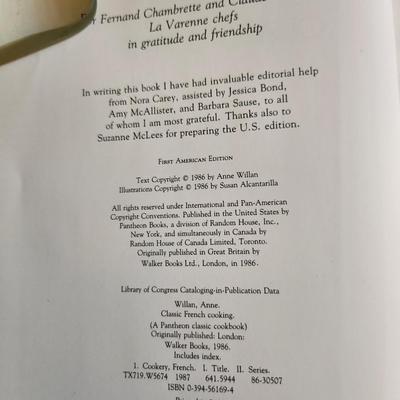 Fernand Chambrette and
La Varenne chefs
in gratitude and friendship
In writing this book I have had invaluable editorial help
from Nora Carey, assisted by Jessica Bond,
Amy McAllister, and Barbara Sause, to all
of whom I am most grateful. Thanks also to
Suzanne McLees for preparing the U.S. edition.
First American Edition
Text Copyright © 1986 by Anne Willan
Illustrations Copyright © 1986 by Susan Alcantarilla
All rights reserved under International and Pan-American
Copyright Conventions. Published in the United States by
Pantheon Books, a division of Random House, Inc.,
New York, and simultaneously in Canada by
Random House of Canada Limited, Toronto.
Originally published in Great Britain by
Walker Books Ltd., London, in 1986.
Library of Congress Cataloging-in-Publication Data
Willan, Anne.
Classic French cooking.
(A Pantheon classic cookbook)
Originally published: London:
Walker Books, 1986.
Includes index.
1. Cookery, French. I. Title. II. Series.
TX719.W5674 1987 641.5944 86-30507
ISBN 0-394-56169-4